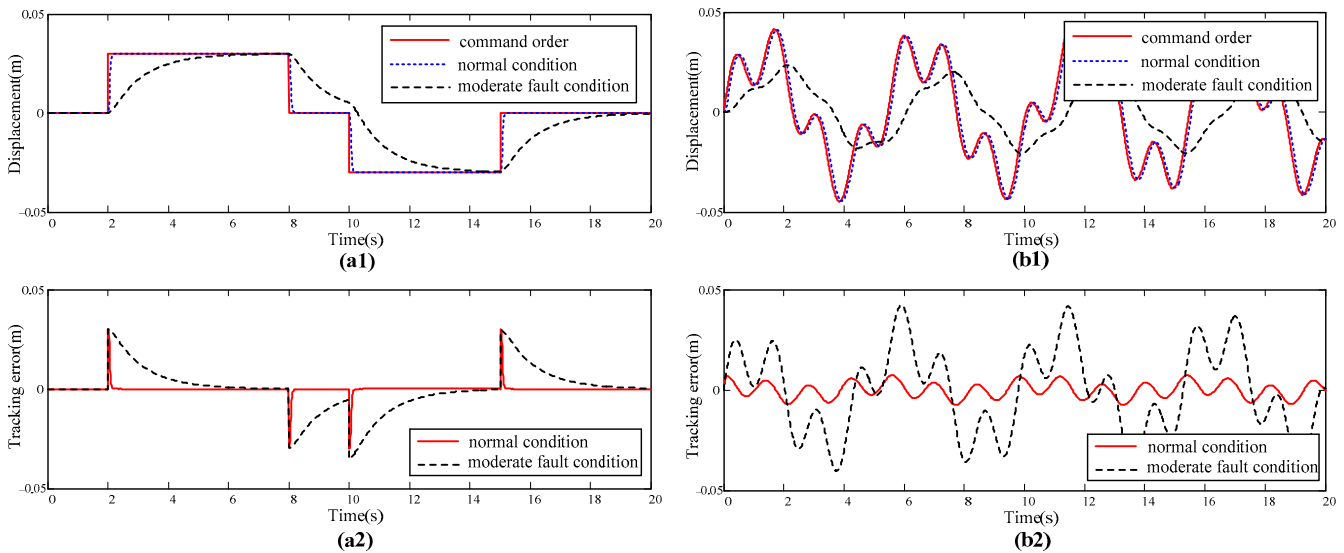 0.05
0
−0.05
Displacement(m)
command order
normal condition
moderate fault condition
0 2 4 6 8 10 12 14 16 18 20
Time(s)
(a1)
0.05
0
−0.05
Displacement(m)
command order
normal condition
moderate fault condition
0 2 4 6 8 10 12 14 16 18 20
Time(s)
(b1)
0.05
0
−0.05
Tracking error(m)
normal condition
moderate fault condition
0 2 4 6 8 10 12 14 16 18 20
Time(s)
(a2)
0.05
0
−0.05
Tracking error(m)
normal condition
moderate fault condition
0 2 4 6 8 10 12 14 16 18 20
Time(s)
(b2)